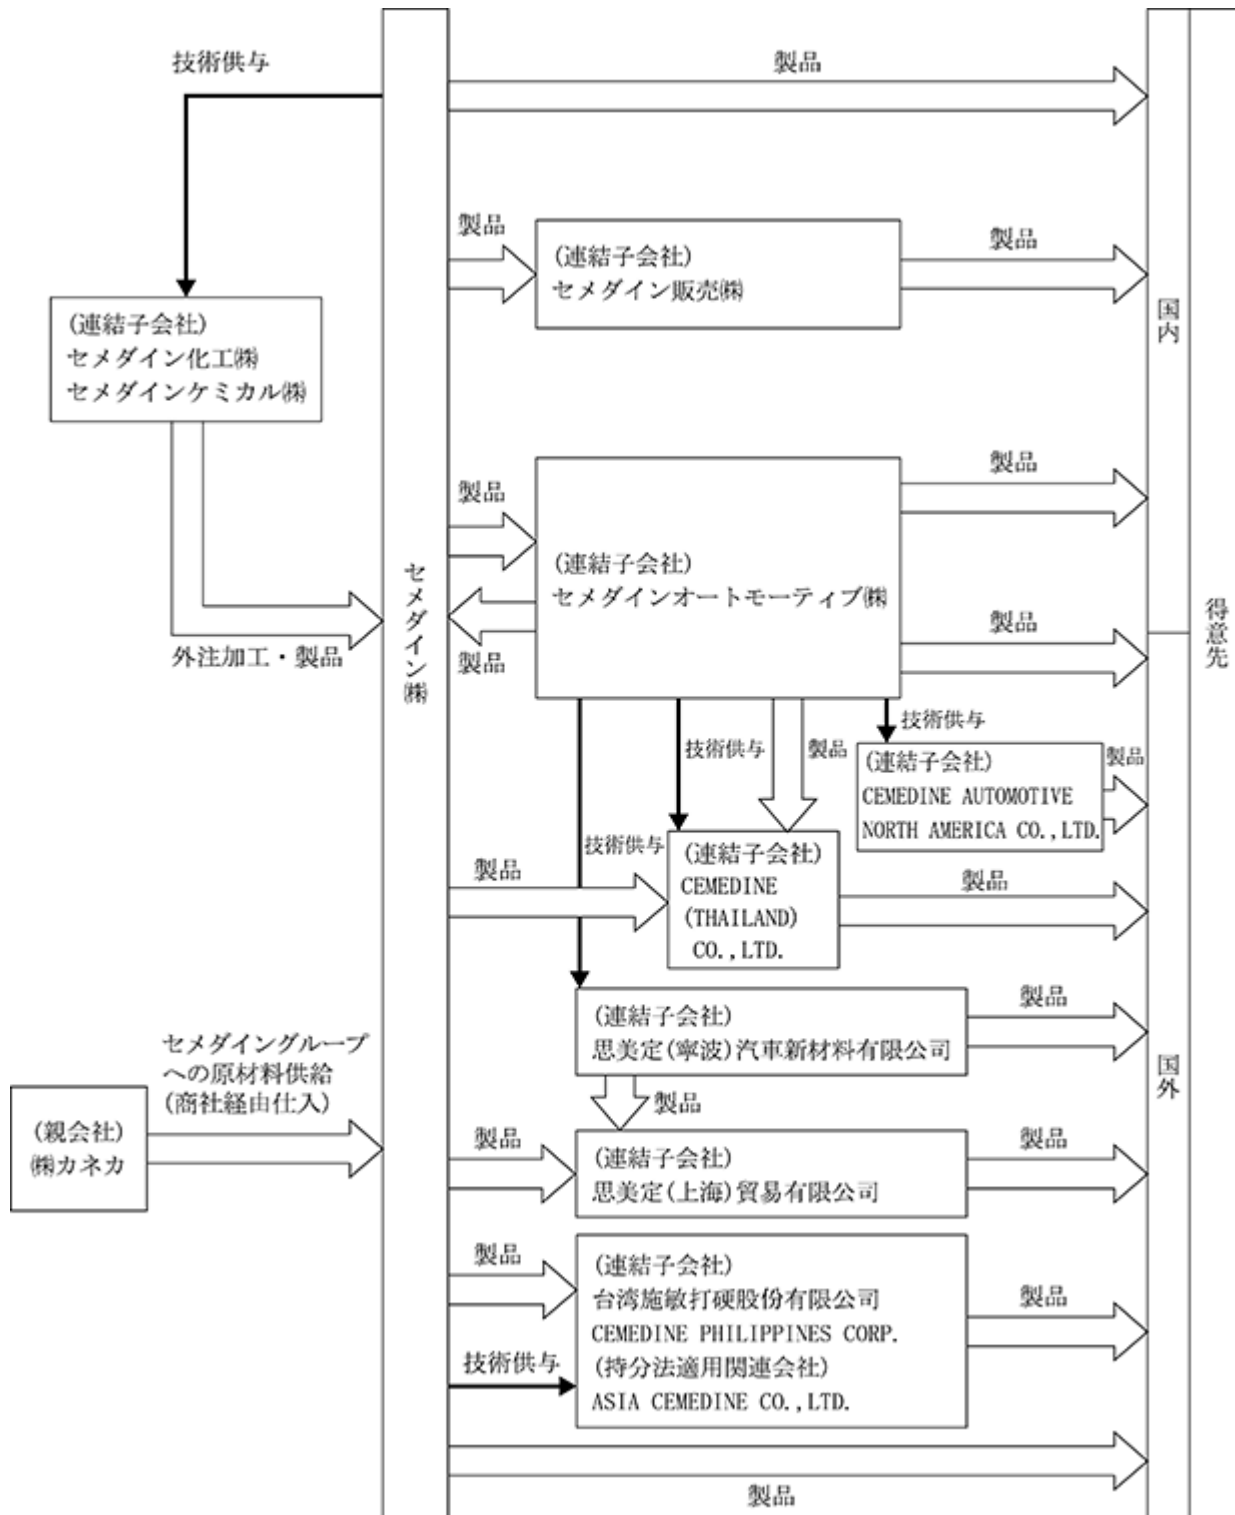 技術供与
製品
製品
(連結子会社)
セメダイン販売㈱
製品
(連結子会社)
セメダイン化工㈱
セメダインケミカル㈱
外注加工・製品
セメダイン㈱
国内
得意先
製品
製品
(連結子会社)
セメダインオートモーティブ㈱
製品
製品
技術供与
技術供与
製品
技術供与
(連結子会社)
CEMEDINE AUTOMOTIVE
NORTH AMERICA CO.,LTD.
製品
製品
(連結子会社)
CEMEDINE
(THAILAND)
CO.,LTD.
製品
(連結子会社)
思美定(寧波)汽車新材料有限公司
製品
国外
セメダイングループ
への原材料供給
(商社経由仕入)
(親会社)
㈱カネカ
製品
製品
(連結子会社)
思美定(上海)貿易有限公司
製品
製品
技術供与
(連結子会社)
台湾施敏打硬股份有限公司
CEMEDINE PHILIPPINES CORP.
(持分法適用関連会社)
ASIA CEMEDINE CO.,LTD.
製品
製品